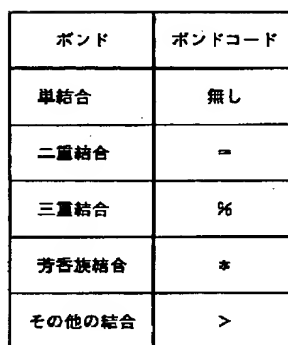 ボンド ボンドコード
単結合 無し
二重結合 =
三重結合 %
芳香族結合 *
その他の結合 >